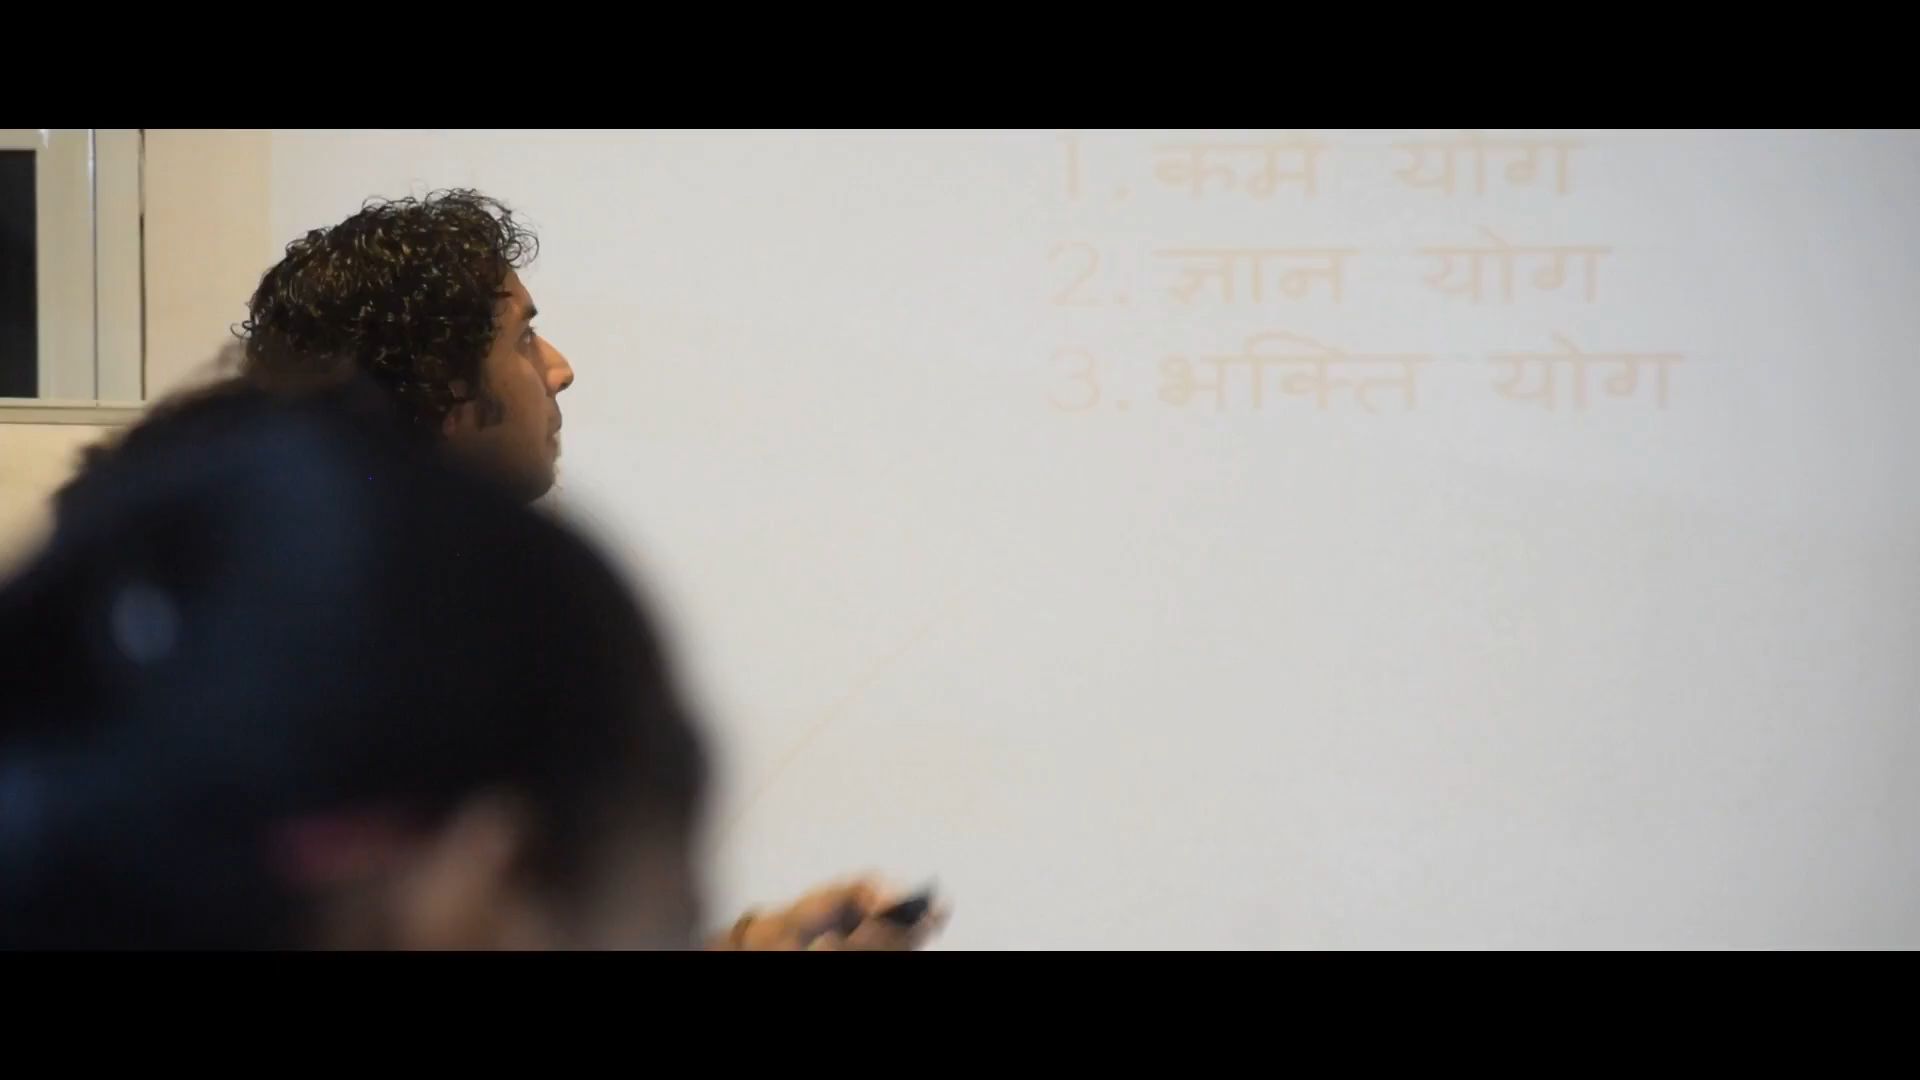 1. कर्म योग
2. ज्ञान योग
3. भक्ति योग